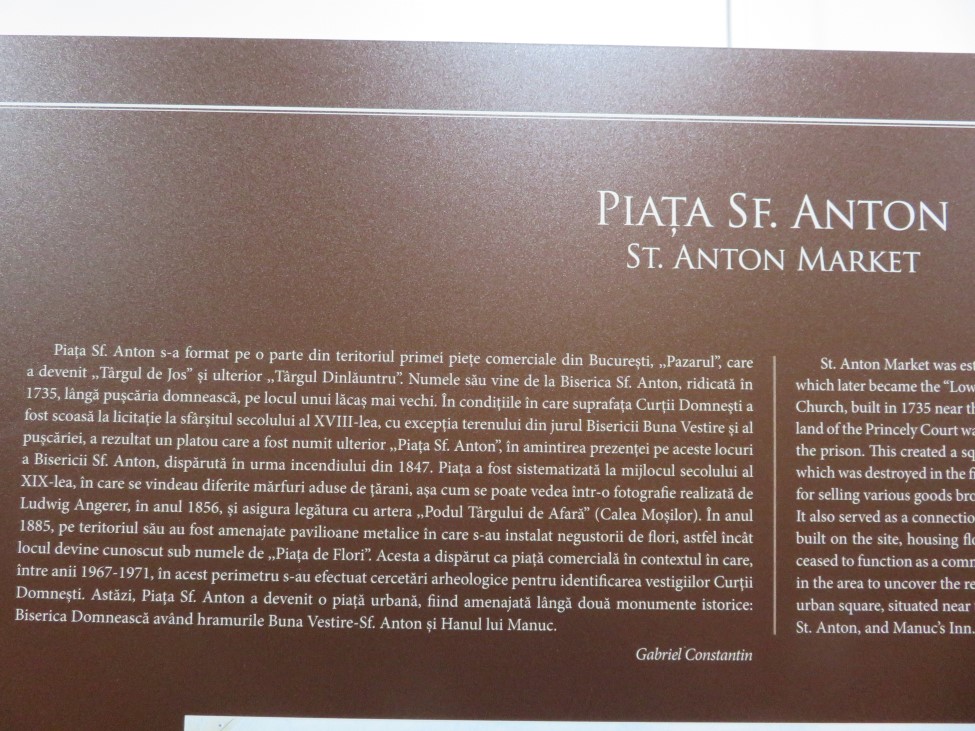 PIAȚA SF. ANTON
ST. ANTON MARKET
Piața Sf. Anton s-a format pe o parte din teritoriul primei piețe comerciale din București, „Pazarul”, care
a devenit „Târgul de Jos” și ulterior „Târgul Dinlăuntru”. Numele său vine de la Biserica Sf. Anton, ridicată în
1735, lângă pușcăria domnească, pe locul unui lăcaș mai vechi. În condițiile în care suprafața Curții Domnești a
fost scoasă la licitație la sfârșitul secolului al XVIII-lea, cu excepția terenului din jurul Bisericii Buna Vestire și al
pușcăriei, a rezultat un platou care a fost numit ulterior „Piața Sf. Anton”, în amintirea prezenței pe aceste locuri
a Bisericii Sf. Anton, dispărută în urma incendiului din 1847. Piața a fost sistematizată la mijlocul secolului al
XIX-lea, în care se vindeau diferite mărfuri aduse de țărani, așa cum se poate vedea într-o fotografie realizată de
Ludwig Angerer, în anul 1856, și asigura legătura cu artera „Podul Târgului de Afară” (Calea Moșilor). În anul
1885, pe teritoriul său au fost amenajate pavilioane metalice în care s-au instalat negustorii de flori, astfel încât
locul devine cunoscut sub numele de „Piața de Flori”. Acesta a dispărut ca piață comercială în contextul în care,
între anii 1967-1971, în acest perimetru s-au efectuat cercetări arheologice pentru identificarea vestigiilor Curții
Domnești. Astăzi, Piața Sf. Anton a devenit o piață urbană, fiind amenajată lângă două monumente istorice:
Biserica Domnească având hramurile Buna Vestire-Sf. Anton și Hanul lui Manuc.
Gabriel Constantin
St. Anton Market was est
which later became the “Low
Church, built in 1735 near th
land of the Princely Court wa
the prison. This created a sq
which was destroyed in the fi
for selling various goods bro
It also served as a connectio
built on the site, housing flo
ceased to function as a comm
in the area to uncover the re
urban square, situated near
St. Anton, and Manuc’s Inn.